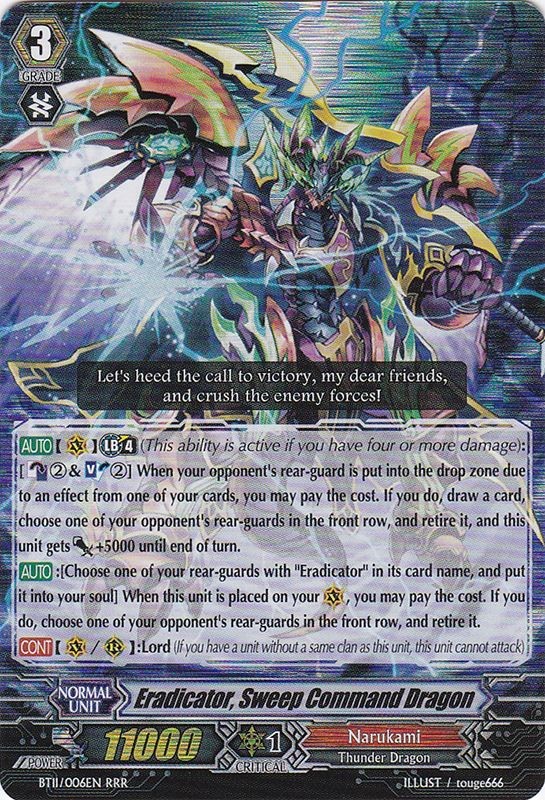 3
GRADE
Let's heed the call to victory, my dear friends,
and crush the enemy forces!
AUTO【 】LB4 (This ability is active if you have four or more damage):
[ ② & ②] When your opponent's rear-guard is put into the drop zone due
to an effect from one of your cards, you may pay the cost. If you do, draw a card,
choose one of your opponent's rear-guards in the front row, and retire it, and this
unit gets +5000 until end of turn.
AUTO :[Choose one of your rear-guards with "Eradicator" in its card name, and put
it into your soul] When this unit is placed on , you may pay the cost. If you
do, choose one of your opponent's rear-guards in the front row, and retire it.
CONT【 V / R 】:Lord (If you have a unit without a same clan as this unit, this unit cannot attack)
NORMAL
UNIT
Eradicator, Sweep Command Dragon
POWER
11000
1
CRITICAL
Narukami
Thunder Dragon
BT11/006EN RRR
ILLUST / touge666